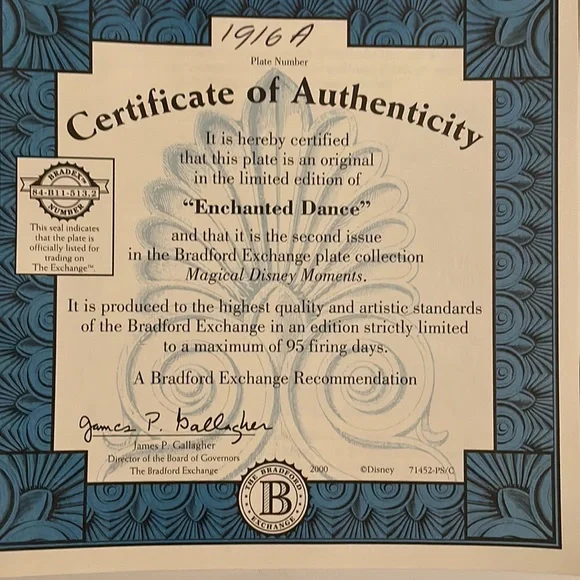 1916 A
Plate Number
Certificate of Authenticity
It is hereby certified
that this plate is an original
in the limited edition of
“Enchanted Dance”
and that it is the second issue
in the Bradford Exchange plate collection
Magical Disney Moments.
BRADEX
84-B11-513.2
NUMBER
This seal indicates
that the plate is
officially listed for
trading on
The Exchange™.
It is produced to the highest quality and artistic standards
of the Bradford Exchange in an edition strictly limited
to a maximum of 95 firing days.
A Bradford Exchange Recommendation
James P. Gallagher
James P. Gallagher
Director of the Board of Governors
The Bradford Exchange
2000 ©Disney 71452-PS/C
THE BRADFORD
B
EXCHANGE